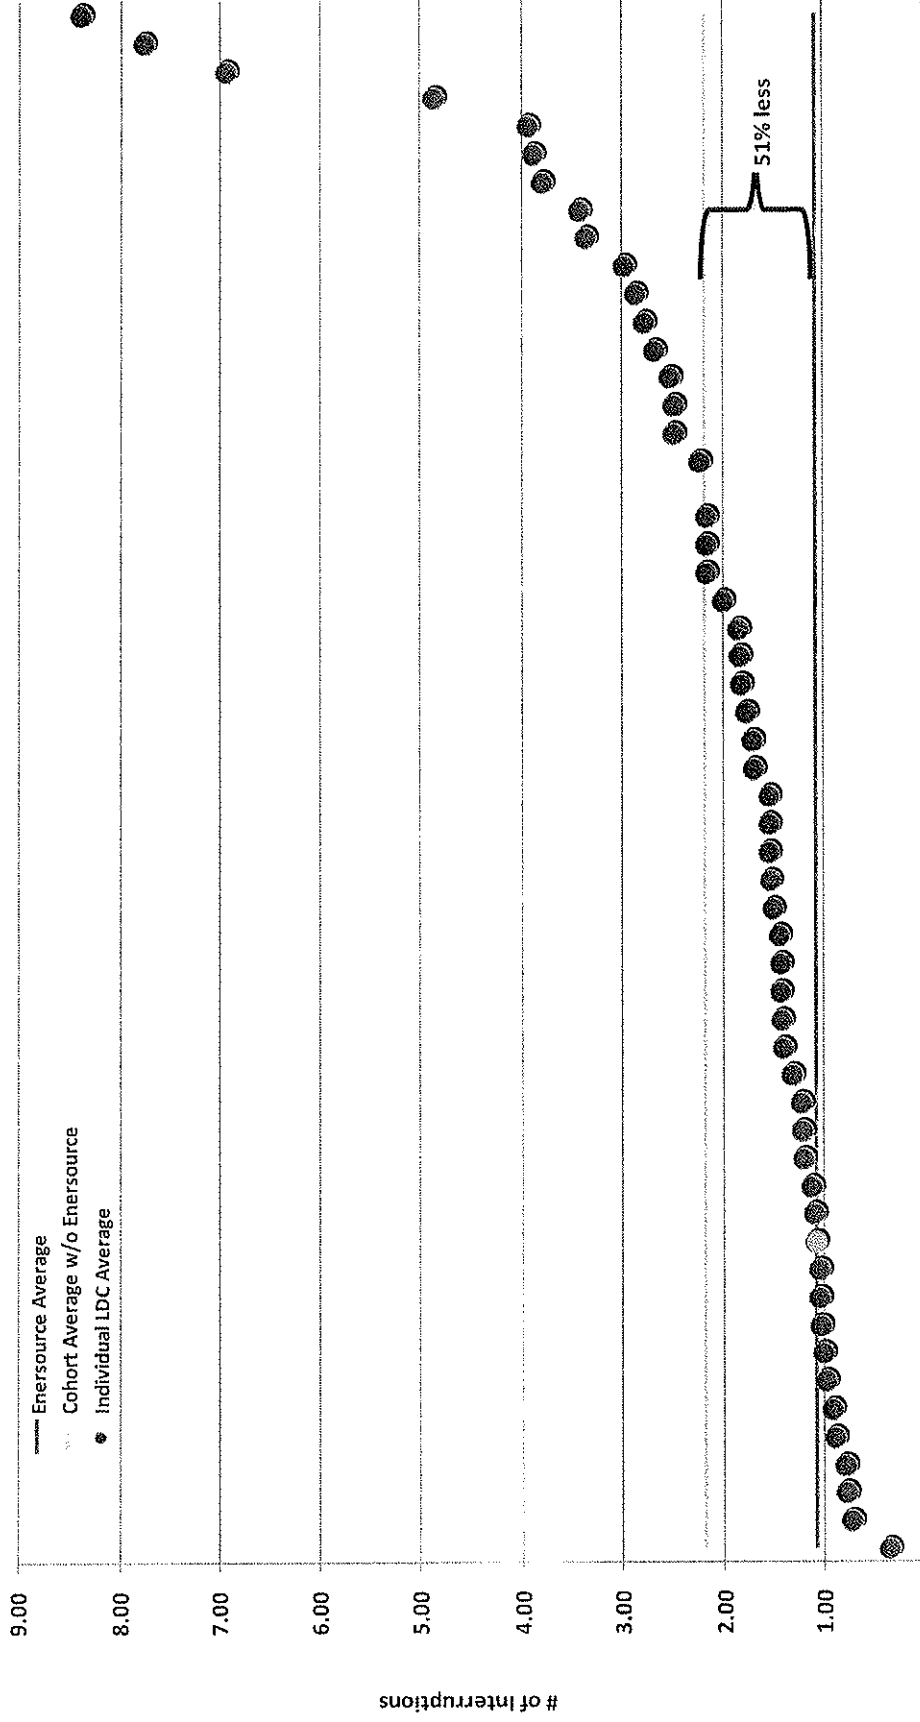 Enersource Average
Cohort Average w/o Enersource
Individual LDC Average
9.00
8.00
7.00
6.00
5.00
4.00
3.00
2.00
1.00
# of Interruptions
51% less